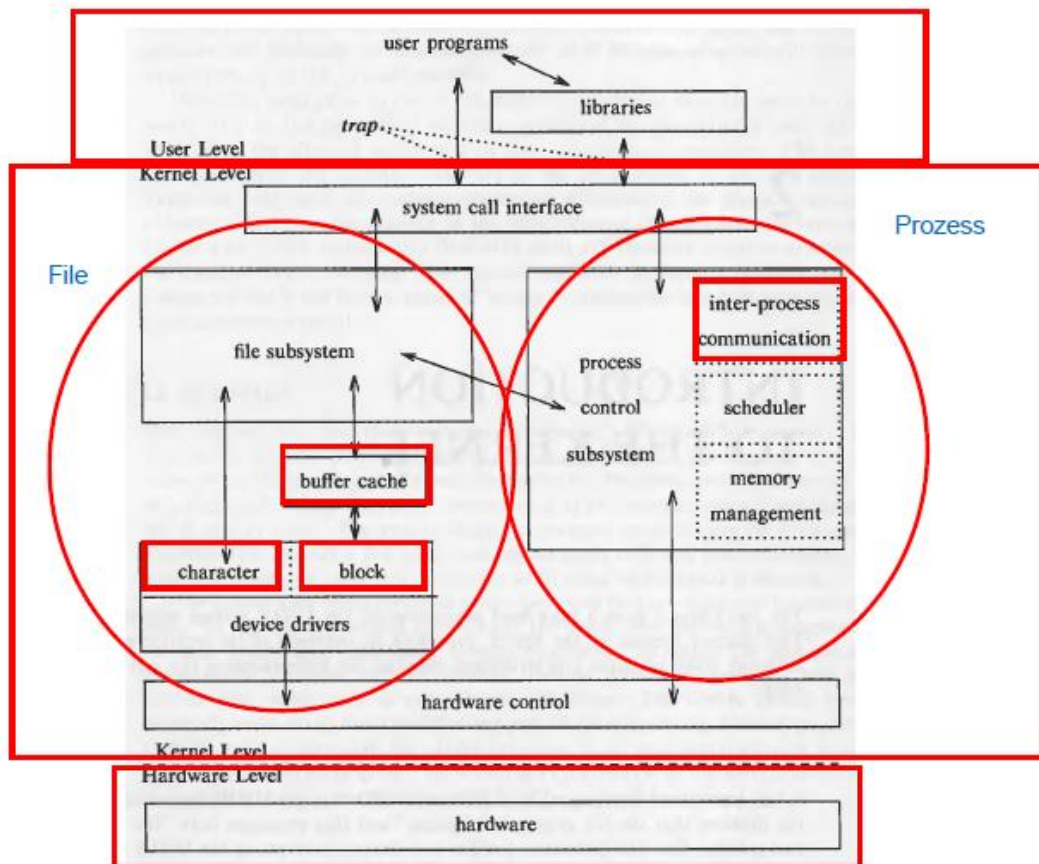 user programs
libraries
trap
User Level
Kernel Level
system call interface
File
Prozess
inter-process
communication
file subsystem
process
control
subsystem
scheduler
memory
management
buffer cache
character
block
device drivers
hardware control
Kernel Level
Hardware Level
hardware